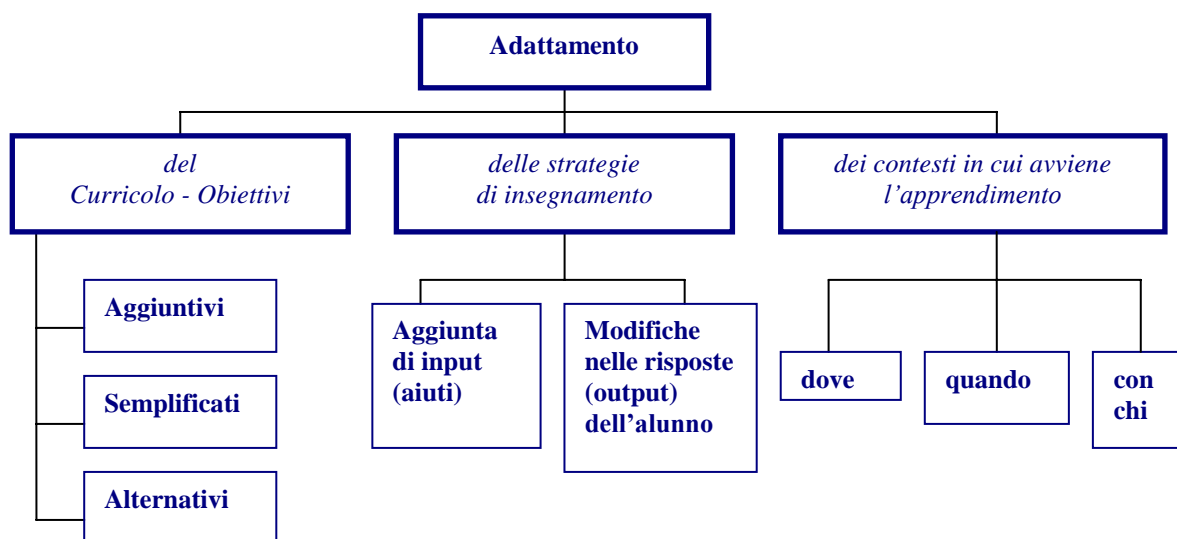 Adattamento
del
Curricolo - Obiettivi
delle strategie
di insegnamento
dei contesti in cui avviene
l’apprendimento
Aggiuntivi
Semplificati
Alternativi
Aggiunta
di input
(aiuti)
Modifiche
nelle risposte
(output)
dell’alunno
dove
quando
con
chi